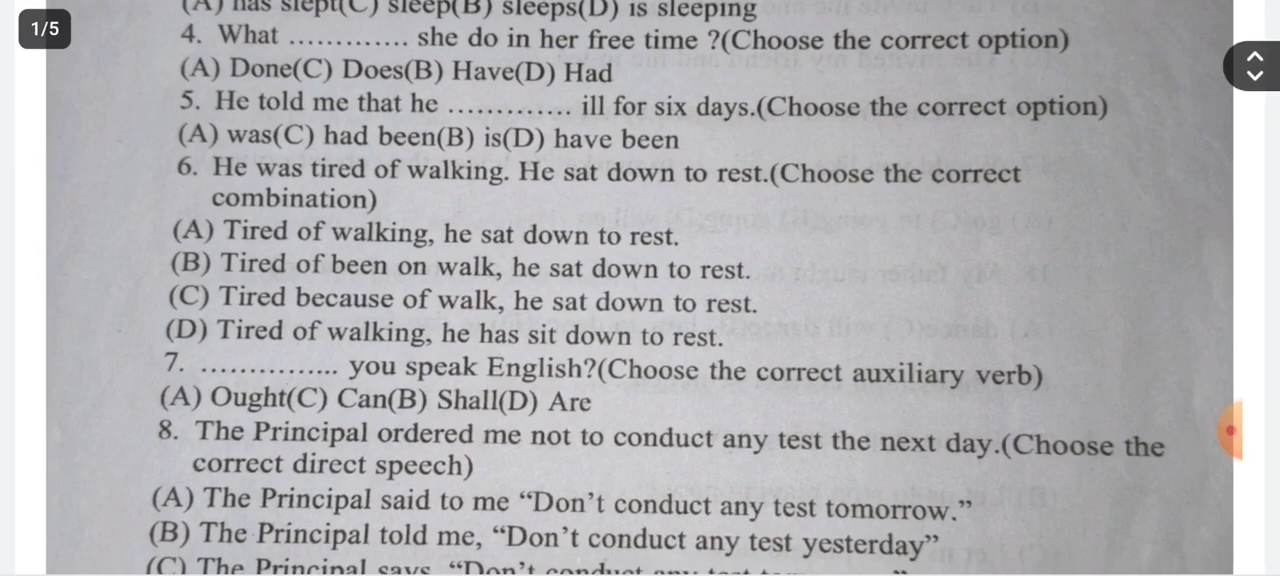 1/5
(A) has slept(C) sleep(B) sleeps(D) is sleeping
4. What ............ she do in her free time ?(Choose the correct option)
(A) Done(C) Does(B) Have(D) Had
5. He told me that he ............. ill for six days.(Choose the correct option)
(A) was(C) had been(B) is(D) have been
6. He was tired of walking. He sat down to rest.(Choose the correct
combination)
(A) Tired of walking, he sat down to rest.
(B) Tired of been on walk, he sat down to rest.
(C) Tired because of walk, he sat down to rest.
(D) Tired of walking, he has sit down to rest.
7. ............... you speak English?(Choose the correct auxiliary verb)
(A) Ought(C) Can(B) Shall(D) Are
8. The Principal ordered me not to conduct any test the next day.(Choose the
correct direct speech)
(A) The Principal said to me “Don’t conduct any test tomorrow.”
(B) The Principal told me, “Don’t conduct any test yesterday”
(C) The Principal says “Don’t conduct any test